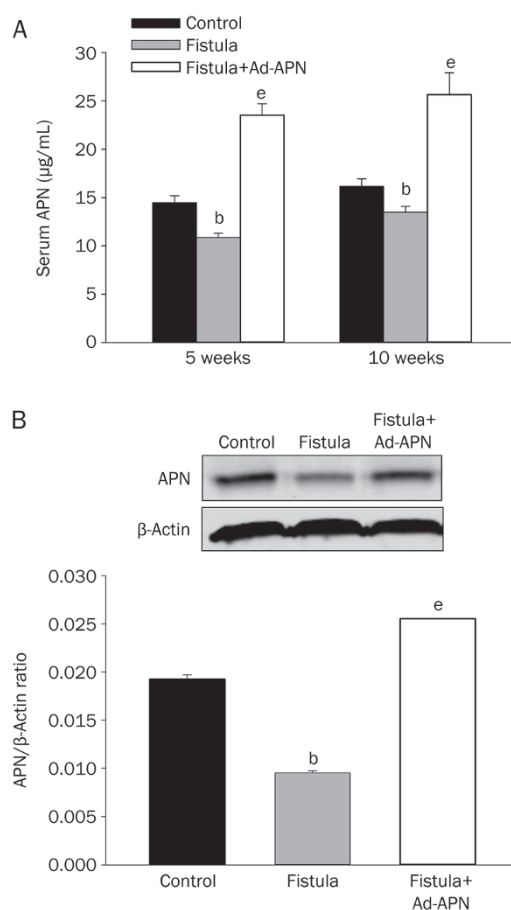 A
Control
Fistula
Fistula+Ad-APN
30
25
20
15
10
5
0
Serum APN (μg/mL)
e
b
e
b
5 weeks
10 weeks
B
Control
Fistula
Fistula+
Ad-APN
APN
β-Actin
0.030
0.025
0.020
0.015
0.010
0.005
0.000
APN/β-Actin ratio
b
e
Control
Fistula
Fistula+
Ad-APN